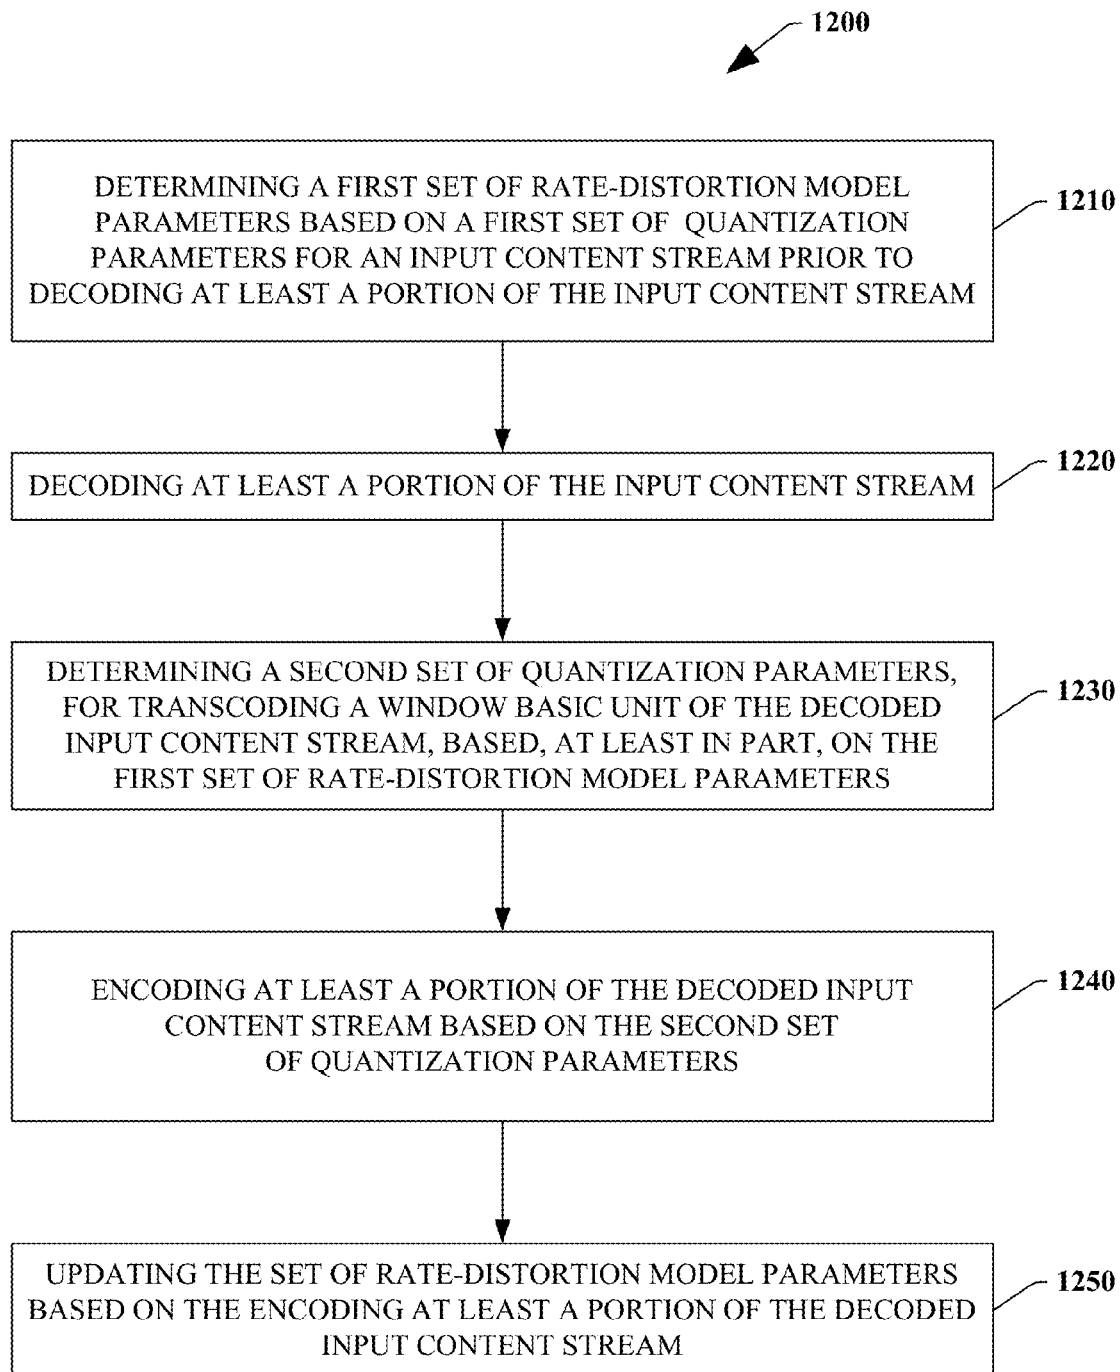 1200
DETERMINING A FIRST SET OF RATE-DISTORTION MODEL
PARAMETERS BASED ON A FIRST SET OF QUANTIZATION
PARAMETERS FOR AN INPUT CONTENT STREAM PRIOR TO
DECODING AT LEAST A PORTION OF THE INPUT CONTENT STREAM
1210
DECODING AT LEAST A PORTION OF THE INPUT CONTENT STREAM
1220
DETERMINING A SECOND SET OF QUANTIZATION PARAMETERS,
FOR TRANSCODING A WINDOW BASIC UNIT OF THE DECODED
INPUT CONTENT STREAM, BASED, AT LEAST IN PART, ON THE
FIRST SET OF RATE-DISTORTION MODEL PARAMETERS
1230
ENCODING AT LEAST A PORTION OF THE DECODED INPUT
CONTENT STREAM BASED ON THE SECOND SET
OF QUANTIZATION PARAMETERS
1240
UPDATING THE SET OF RATE-DISTORTION MODEL PARAMETERS
BASED ON THE ENCODING AT LEAST A PORTION OF THE DECODED
INPUT CONTENT STREAM
1250